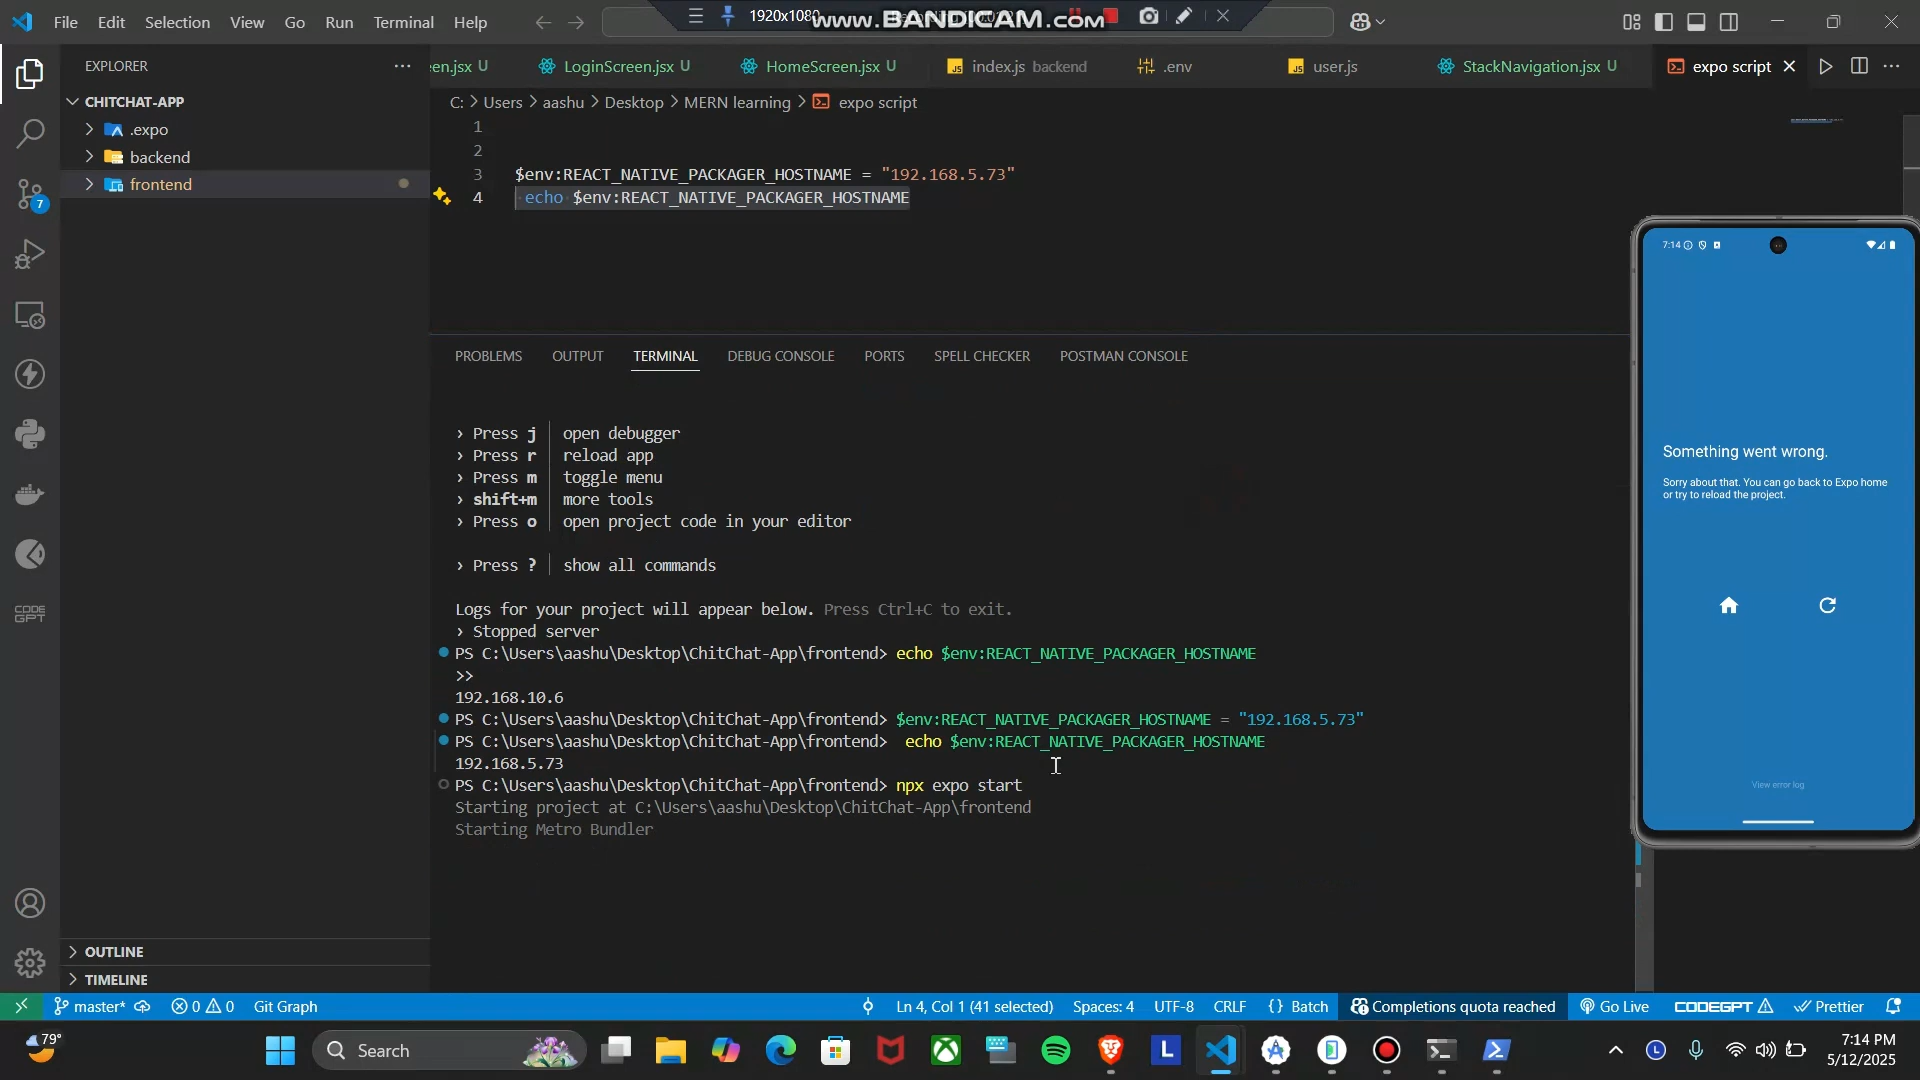 File Edit Selection View Go Run Terminal Help
1920x1080
www.BANDICAM.com
EXPLORER
CHITCHAT-APP
.expo
backend
frontend
OUTLINE
TIMELINE
7
CODE
GPT
en.jsx U
LoginScreen.jsx U
HomeScreen.jsx U
index.js backend
.env
user.js
StackNavigation.jsx U
expo script
C: > Users > aashu > Desktop > MERN learning > expo script
1
2
3 $env:REACT_NATIVE_PACKAGER_HOSTNAME = "192.168.5.73"
4 echo $env:REACT_NATIVE_PACKAGER_HOSTNAME
PROBLEMS OUTPUT TERMINAL DEBUG CONSOLE PORTS SPELL CHECKER POSTMAN CONSOLE
› Press j │ open debugger
› Press r │ reload app
› Press m │ toggle menu
› shift+m │ more tools
› Press o │ open project code in your editor
› Press ? │ show all commands
Logs for your project will appear below. Press Ctrl+C to exit.
› Stopped server
PS C:\Users\aashu\Desktop\ChitChat-App\frontend> echo $env:REACT_NATIVE_PACKAGER_HOSTNAME
>>
192.168.10.6
PS C:\Users\aashu\Desktop\ChitChat-App\frontend> $env:REACT_NATIVE_PACKAGER_HOSTNAME = "192.168.5.73"
PS C:\Users\aashu\Desktop\ChitChat-App\frontend>  echo $env:REACT_NATIVE_PACKAGER_HOSTNAME
192.168.5.73
PS C:\Users\aashu\Desktop\ChitChat-App\frontend> npx expo start
Starting project at C:\Users\aashu\Desktop\ChitChat-App\frontend
Starting Metro Bundler
7:14
Something went wrong.
Sorry about that. You can go back to Expo home
or try to reload the project.
View error log
master* 0 0 Git Graph
Ln 4, Col 1 (41 selected) Spaces: 4 UTF-8 CRLF {} Batch Completions quota reached Go Live CODEGPT Prettier
79°
Search
L
L
7:14 PM
5/12/2025